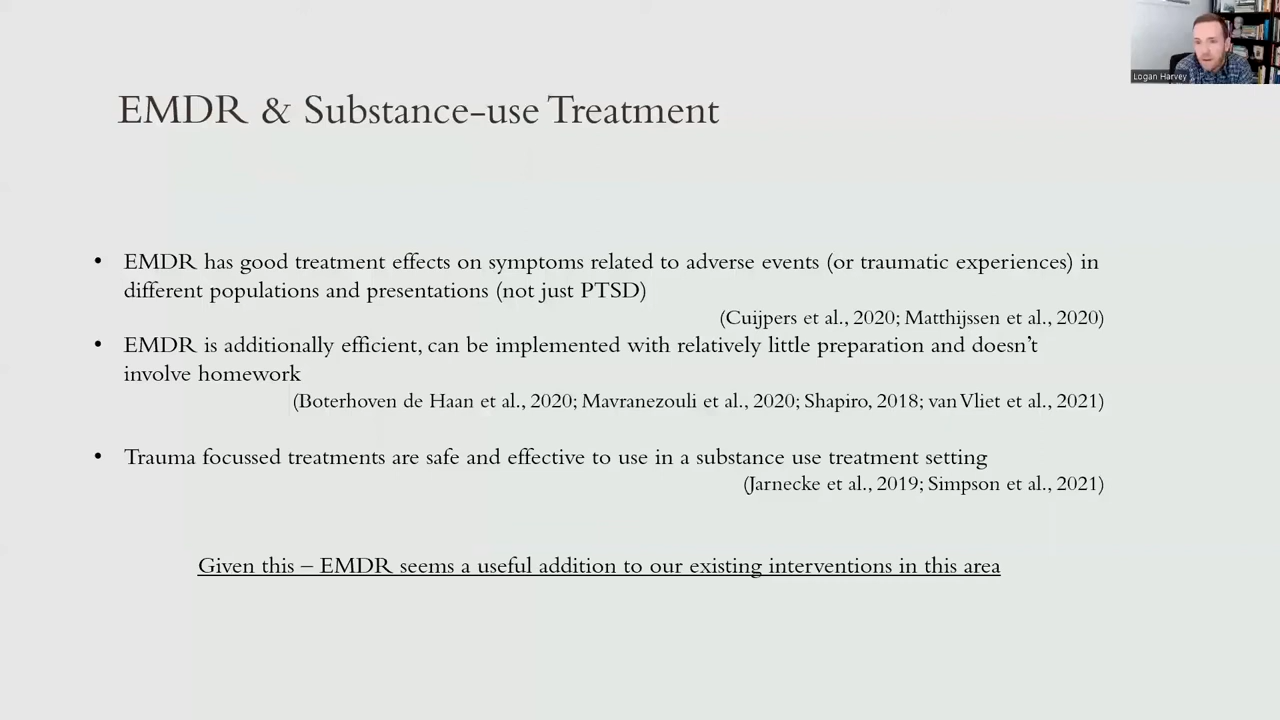 Logan Harvey
EMDR & Substance-use Treatment
• EMDR has good treatment effects on symptoms related to adverse events (or traumatic experiences) in
different populations and presentations (not just PTSD)
(Cuijpers et al., 2020; Matthijssen et al., 2020)
• EMDR is additionally efficient, can be implemented with relatively little preparation and doesn't
involve homework
(Boterhoven de Haan et al., 2020; Mavranezouli et al., 2020; Shapiro, 2018; van Vliet et al., 2021)
• Trauma focussed treatments are safe and effective to use in a substance use treatment setting
(Jarnecke et al., 2019; Simpson et al., 2021)
Given this – EMDR seems a useful addition to our existing interventions in this area